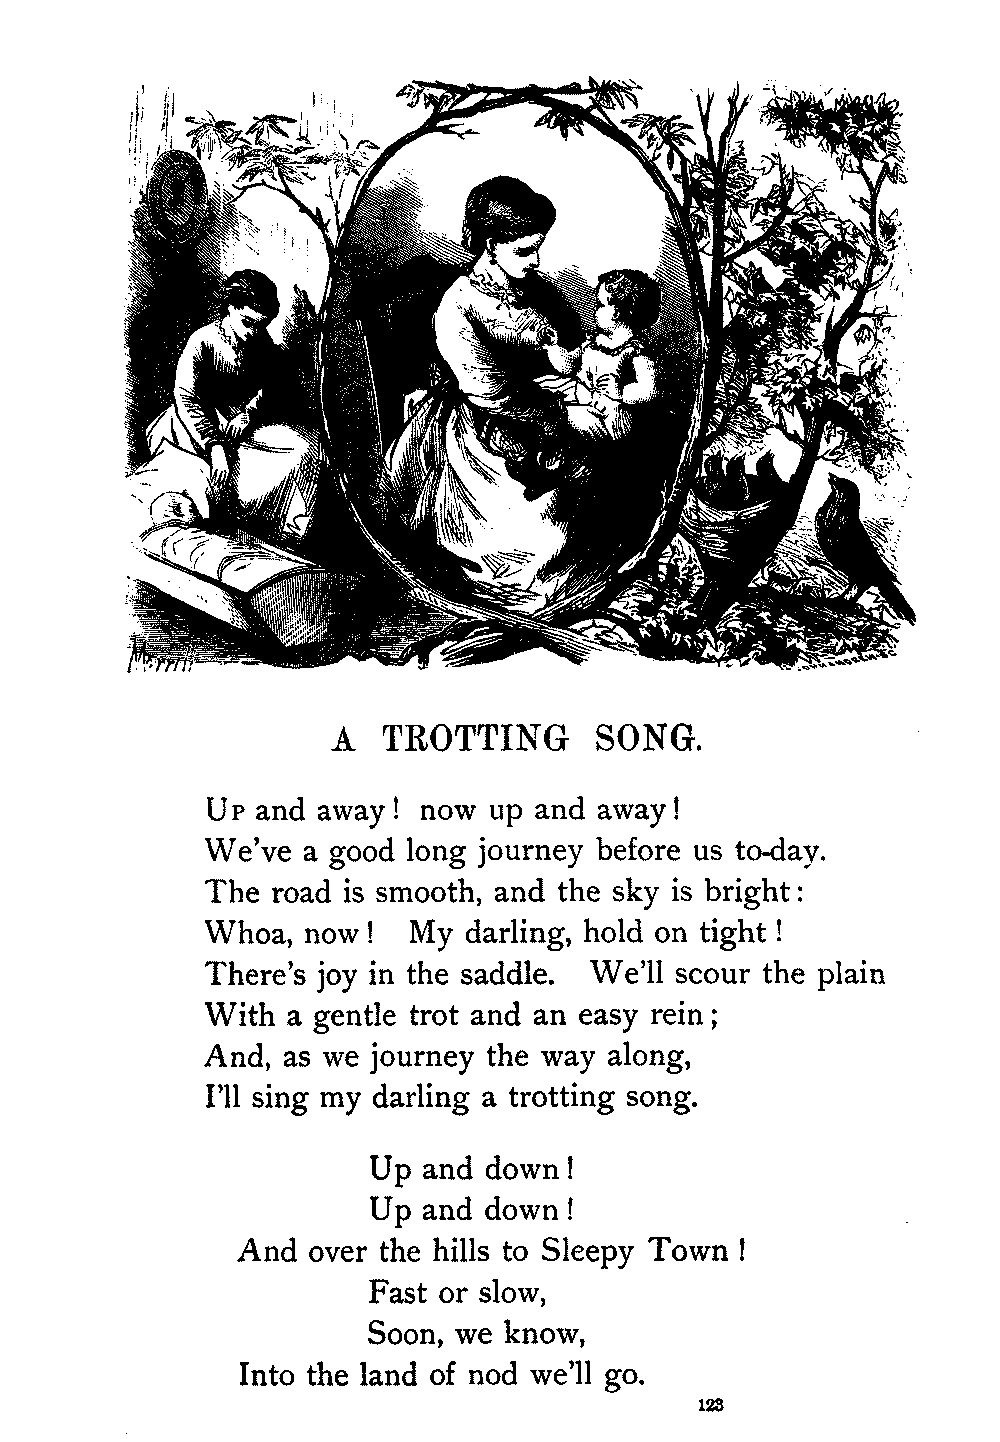 Merrill
A TROTTING SONG.
UP and away! now up and away!
We've a good long journey before us to-day.
The road is smooth, and the sky is bright:
Whoa, now! My darling, hold on tight!
There's joy in the saddle. We'll scour the plain
With a gentle trot and an easy rein;
And, as we journey the way along,
I'll sing my darling a trotting song.
Up and down!
Up and down!
And over the hills to Sleepy Town!
Fast or slow,
Soon, we know,
Into the land of nod we'll go.
123